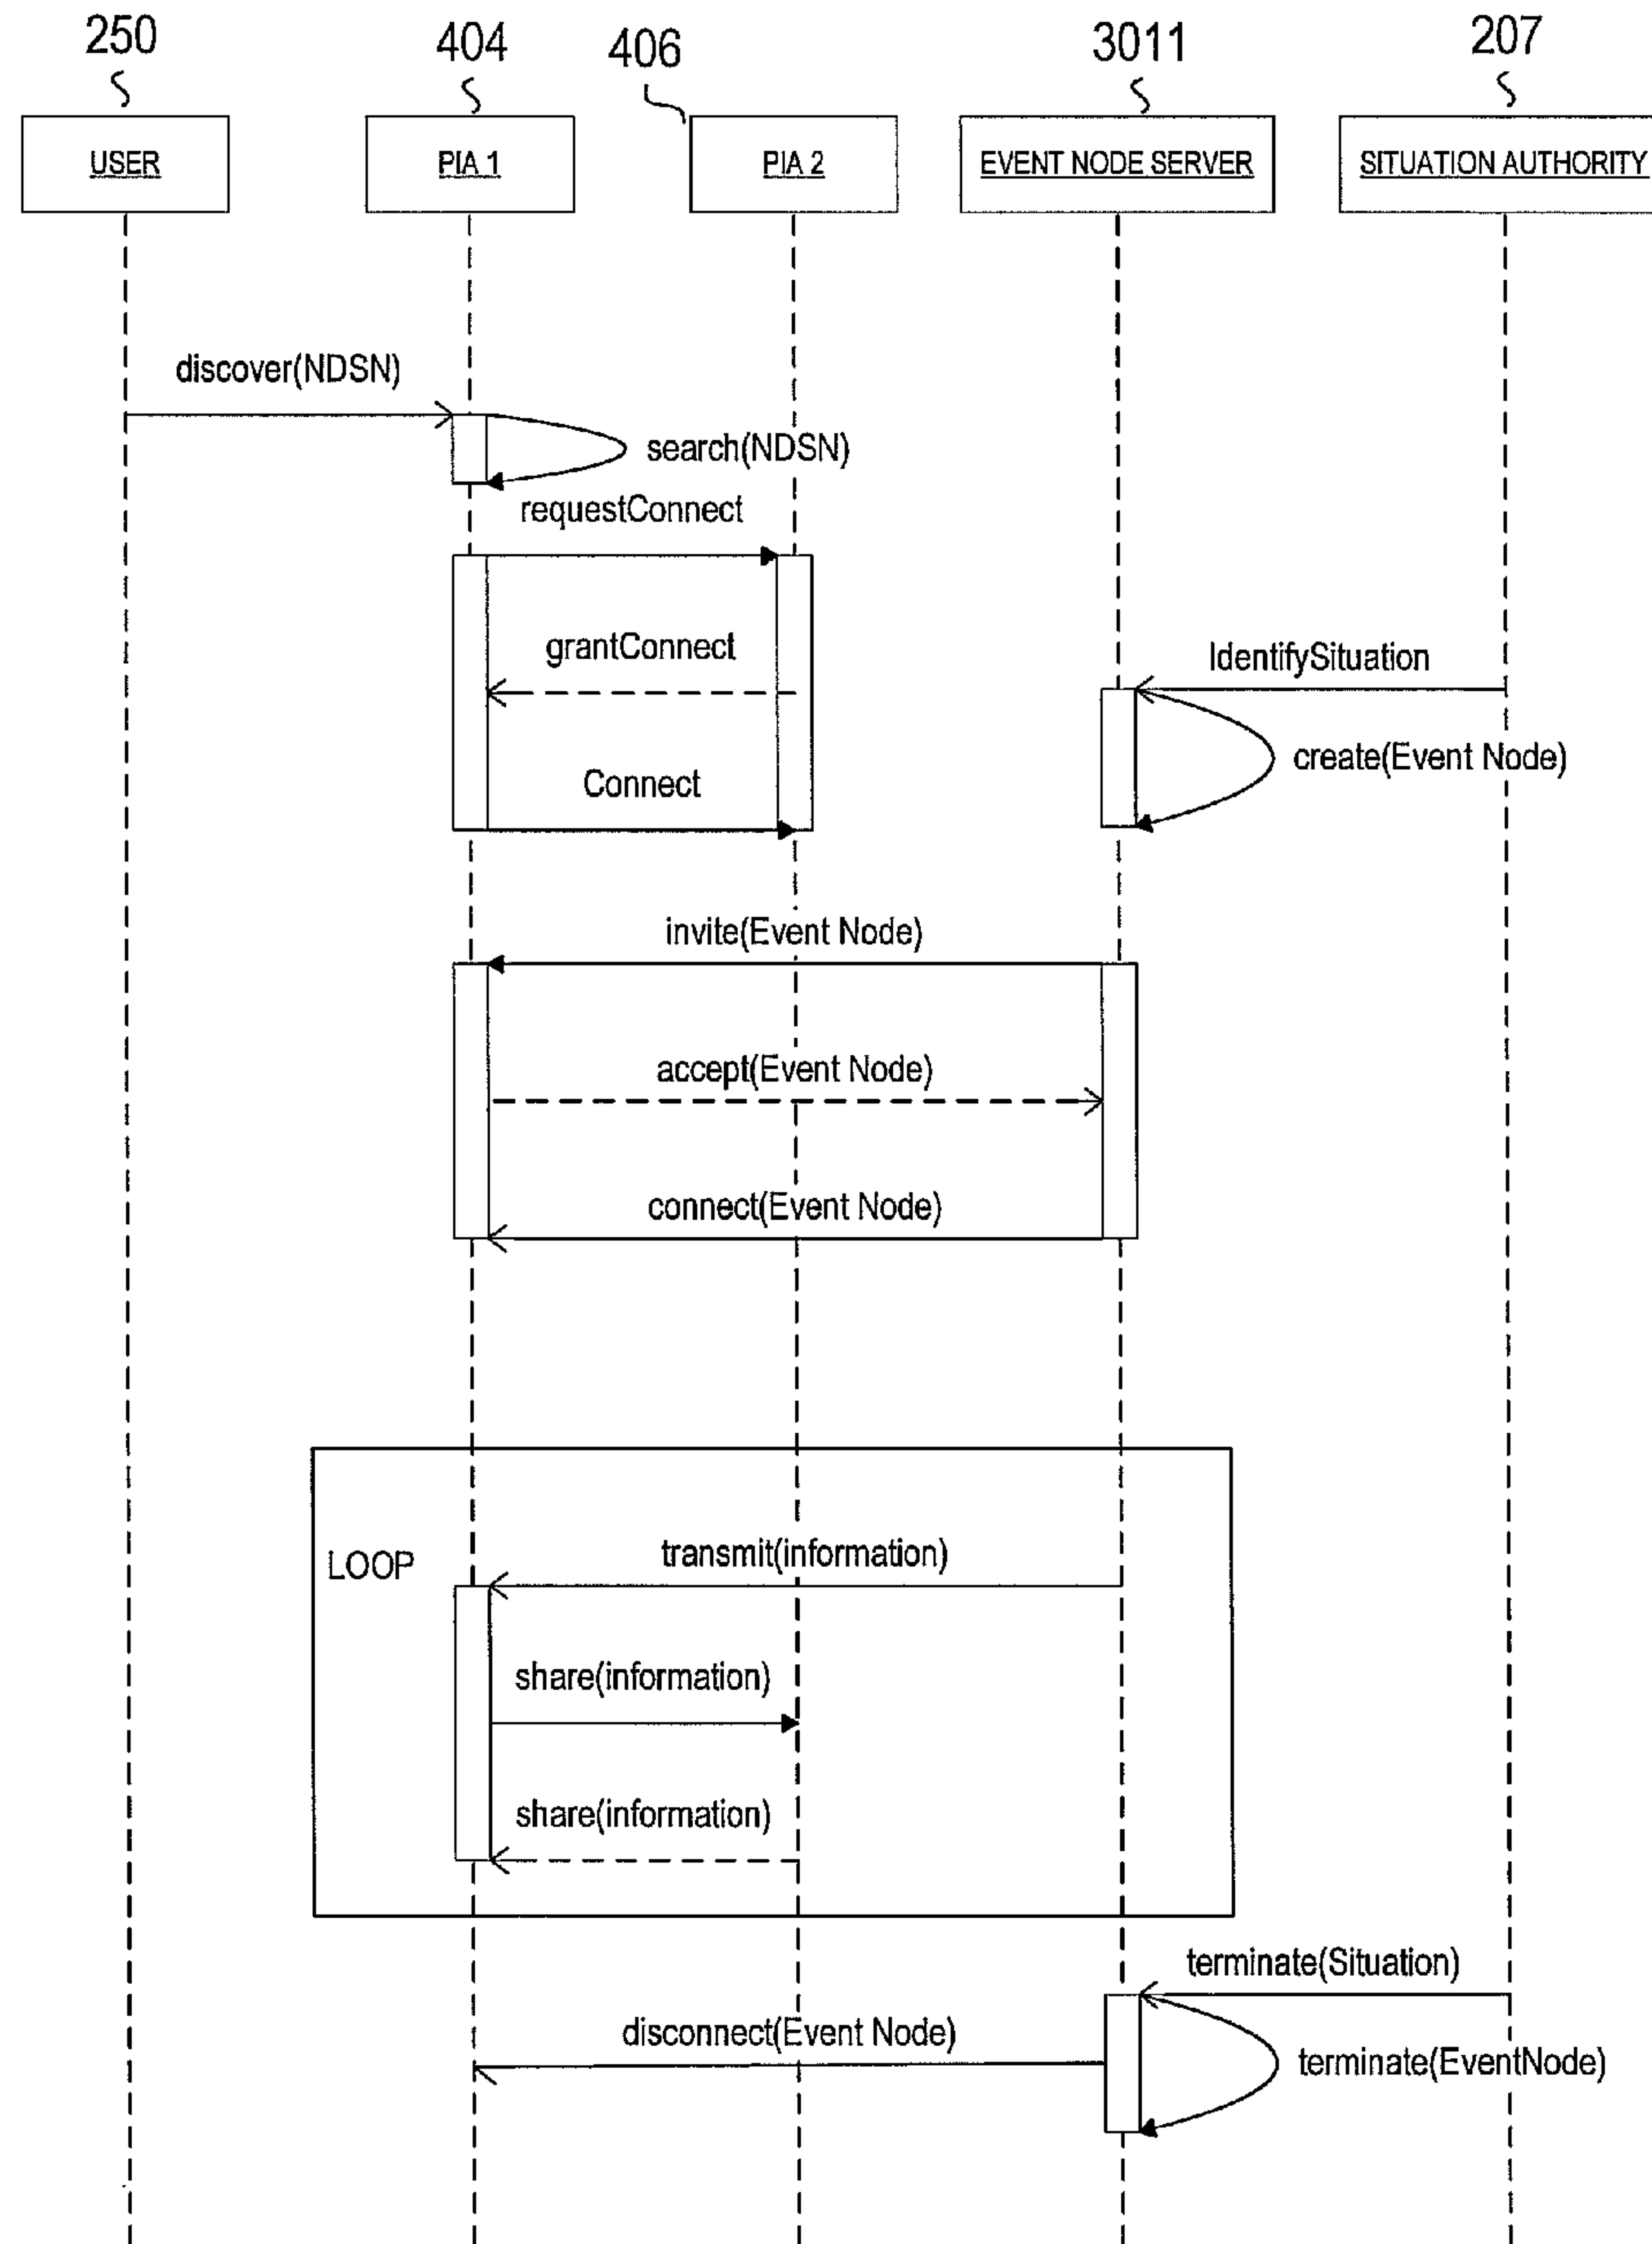 250
404
406
3011
207
USER
PIA 1
PIA 2
EVENT NODE SERVER
SITUATION AUTHORITY
discover(NDSN)
search(NDSN)
requestConnect
grantConnect
IdentifySituation
create(Event Node)
Connect
invite(Event Node)
accept(Event Node)
connect(Event Node)
LOOP
transmit(information)
share(information)
share(information)
terminate(Situation)
disconnect(Event Node)
terminate(EventNode)